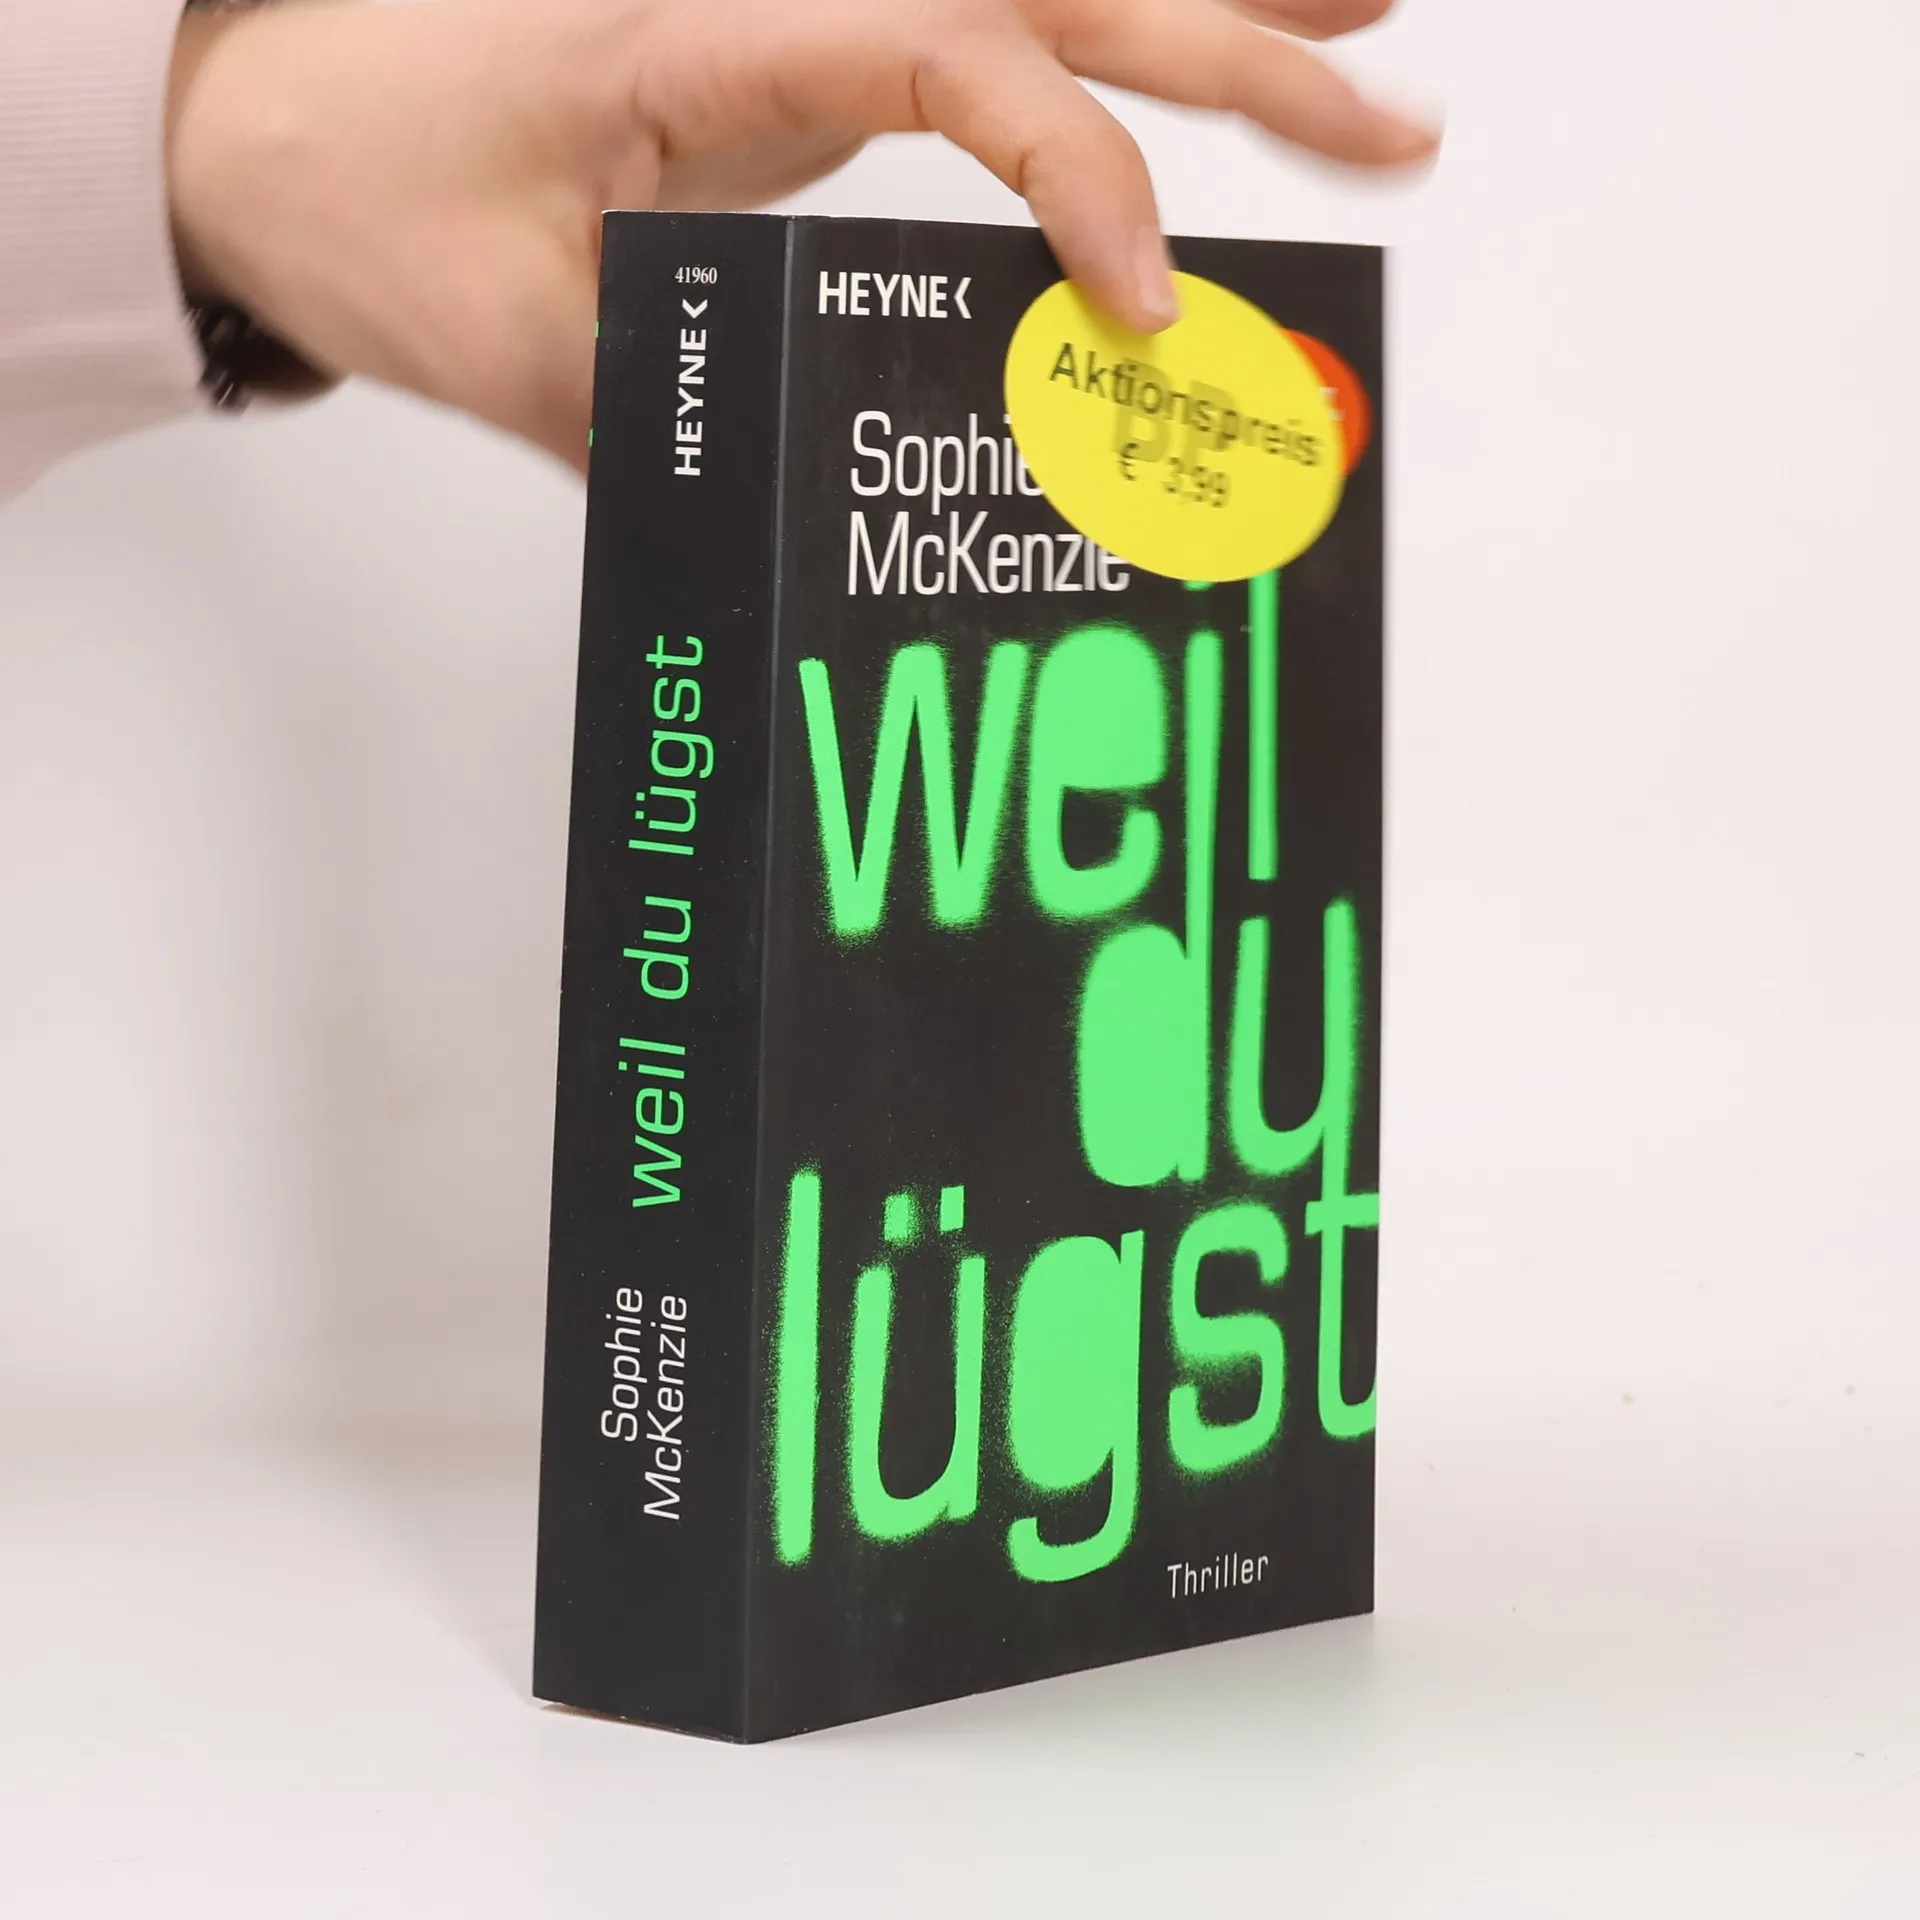 41960
HEYNE<
weil du lügst
Sophie
McKenzie
HEYNE<
Aktionspreis
€ 3,99
Sophie
McKenzie
weil
du
lügst
Thriller